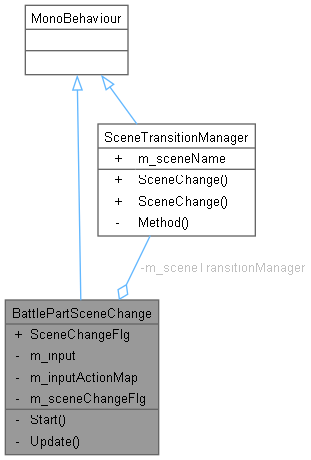 MonoBehaviour
SceneTransitionManager
+ m_sceneName
+ SceneChange()
+ SceneChange()
- Method()
-m_sceneTransitionManager
BattlePartSceneChange
+ SceneChangeFlg
- m_input
- m_inputActionMap
- m_sceneChangeFlg
- Start()
- Update()